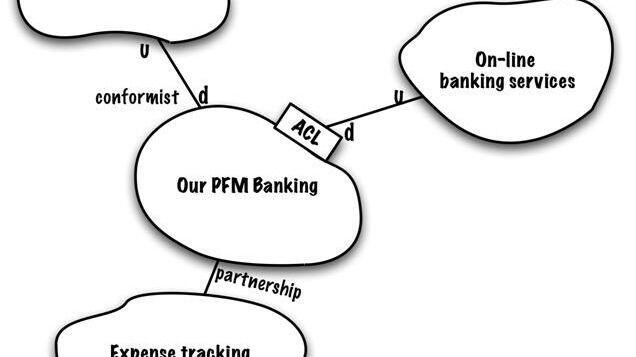 u
conformist d
On-line
banking services
u
ACL
d
Our PFM Banking
partnership
Expense tracking